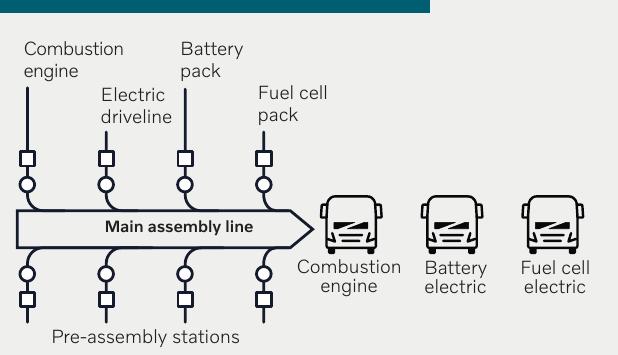 Combustion
engine
Battery
pack
Electric
driveline
Fuel cell
pack
Main assembly line
Combustion
engine
Battery
electric
Fuel cell
electric
Pre-assembly stations